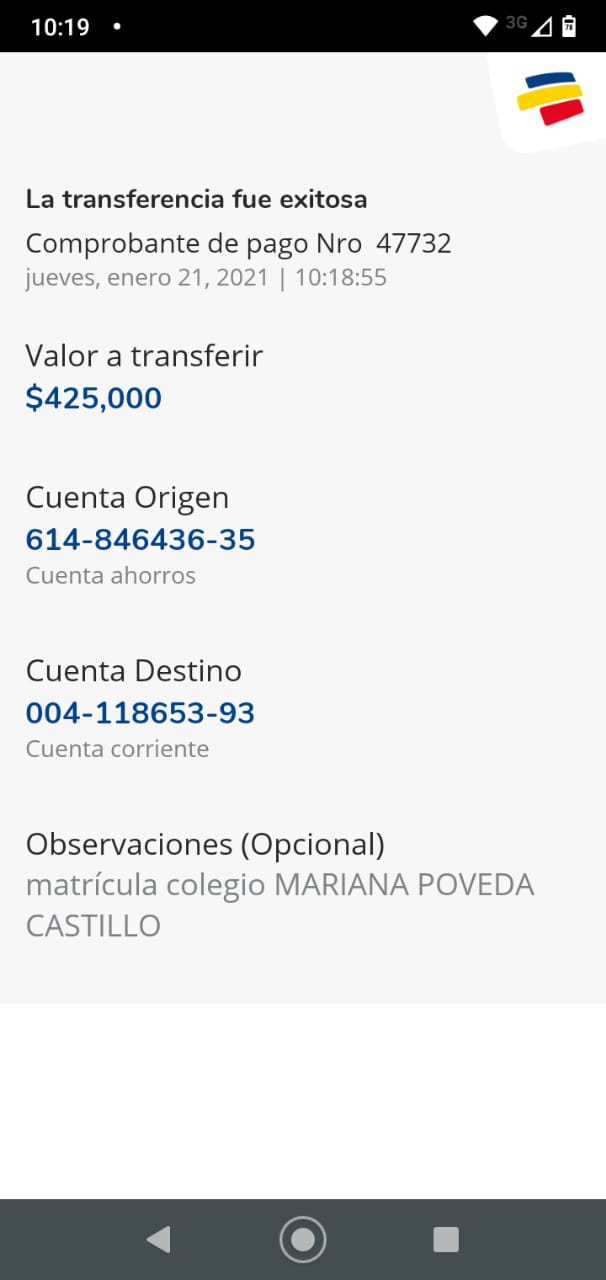 10:19
3G
78
La transferencia fue exitosa
Comprobante de pago Nro 47732
jueves, enero 21, 2021 | 10:18:55
Valor a transferir
$425,000
Cuenta Origen
614-846436-35
Cuenta ahorros
Cuenta Destino
004-118653-93
Cuenta corriente
Observaciones (Opcional)
matrícula colegio MARIANA POVEDA
CASTILLO